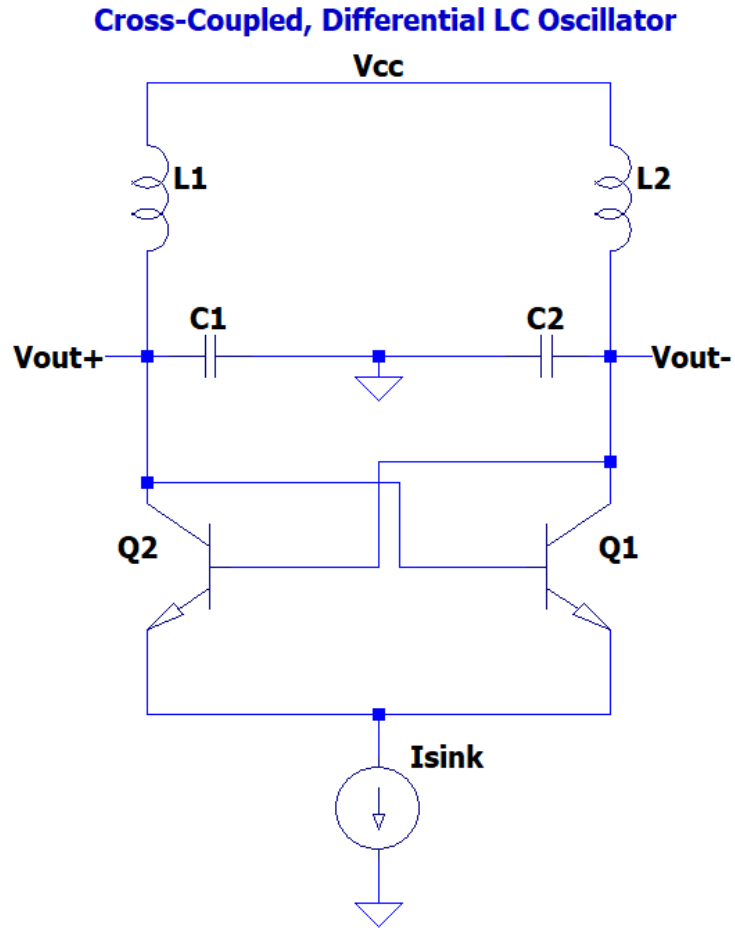 Cross-Coupled, Differential LC Oscillator
Vcc
L1
L2
C1
C2
Vout+
Vout-
Q2
Q1
Isink